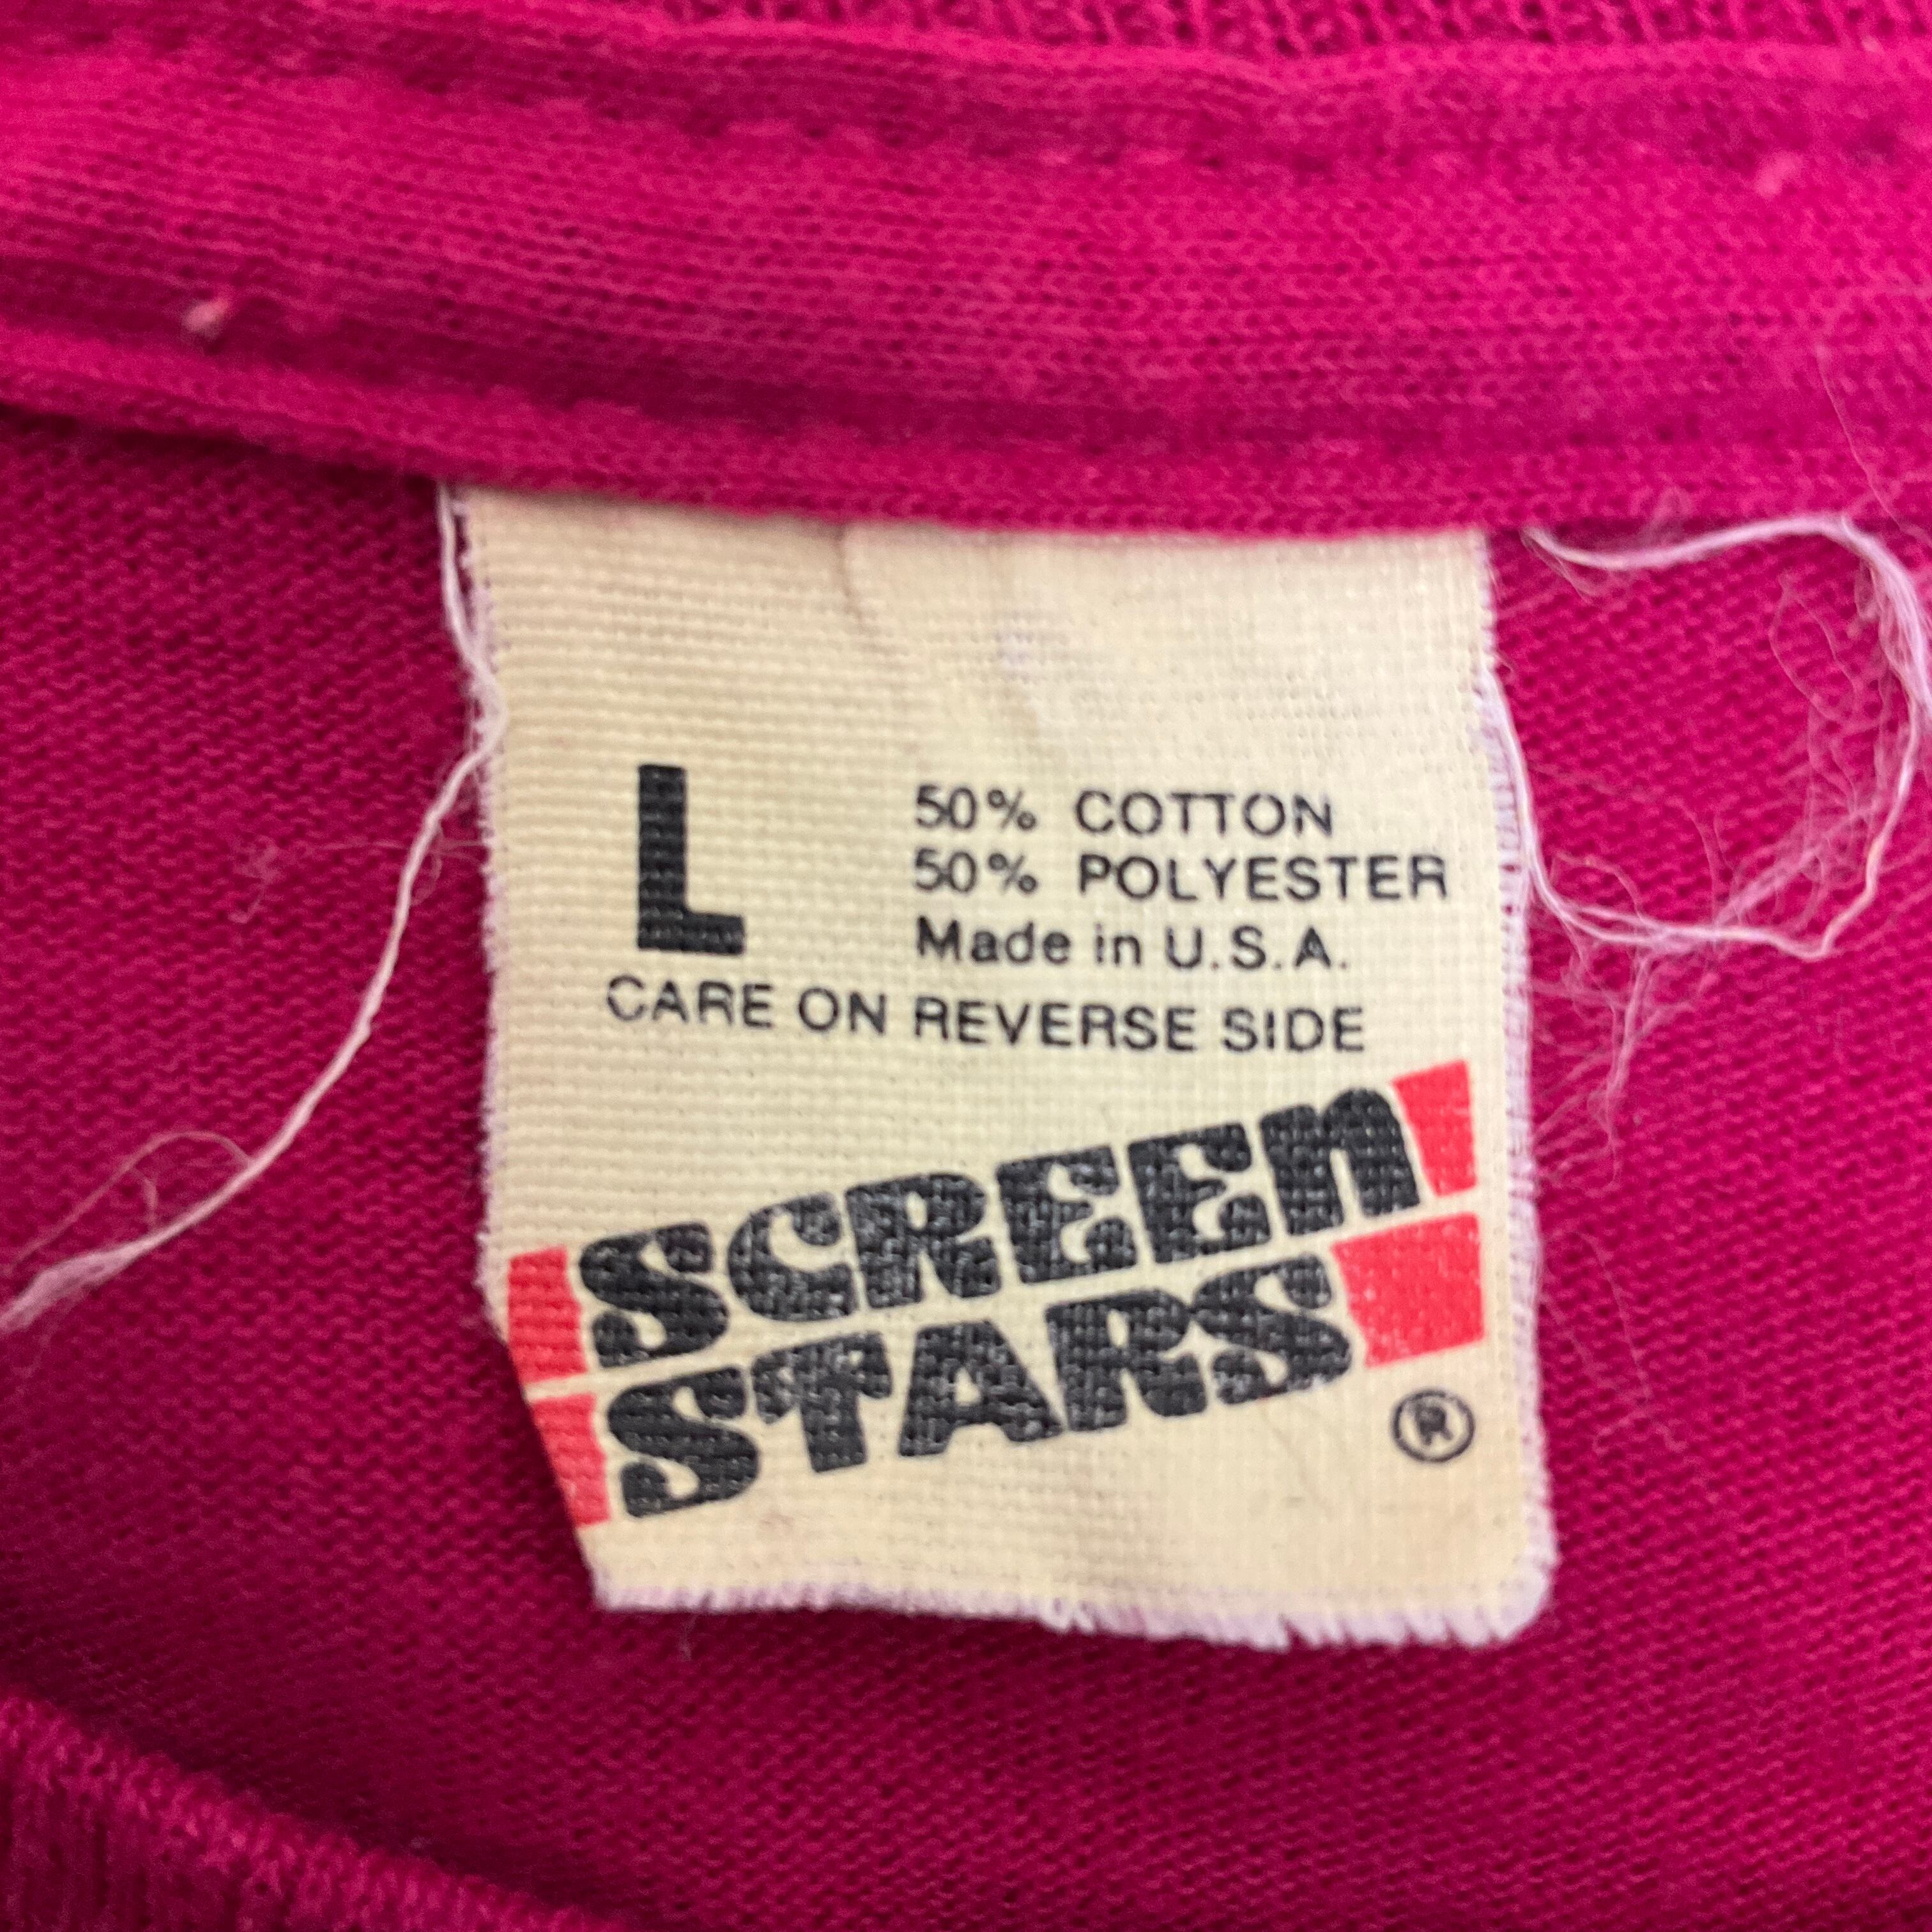 L
50% COTTON
50% POLYESTER
Made in U.S.A.
CARE ON REVERSE SIDE
SCREEN
STARS
®